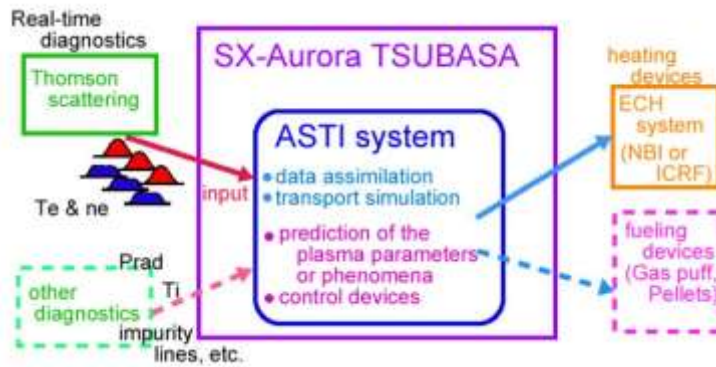 Real-time
diagnostics
Thomson
scattering
Te & ne
Prad
other
diagnostics
Ti
impurity
lines, etc.
SX-Aurora TSUBASA
input
ASTI system
• data assimilation
• transport simulation
• prediction of the
plasma parameters
or phenomena
• control devices
heating
devices
ECH
system
(NBI or
ICRF)
fueling
devices
(Gas puff,
Pellets)